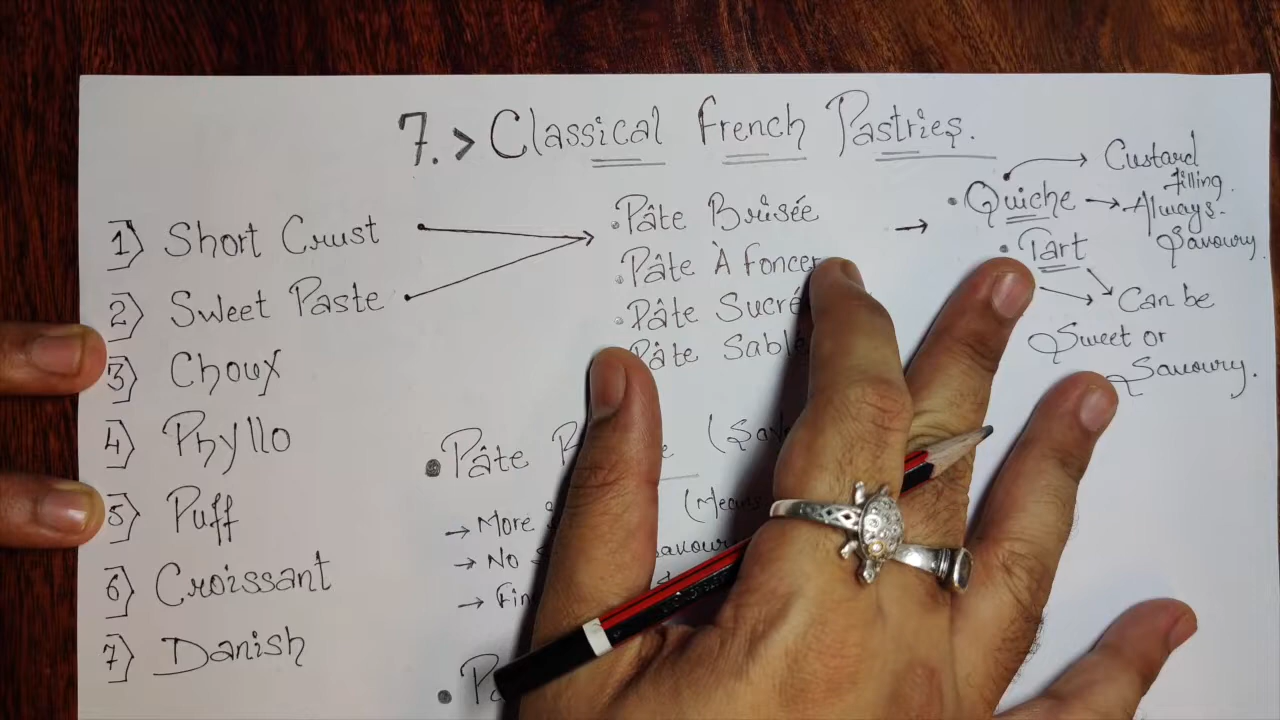 7.> Classical French Pastries.
1) Short Crust
2) Sweet Paste
3) Choux
4) Phyllo
5) Puff
6) Croissant
7) Danish
• Pâte Brisée
• Pâte À foncer
• Pâte Sucré
• Pâte Sablé
→
• Quiche → Custard filling.
→ Always Savoury.
• Tart
→ Can be
Sweet or
Savoury.
• Pâte
→ More (Means
→ No
→
•